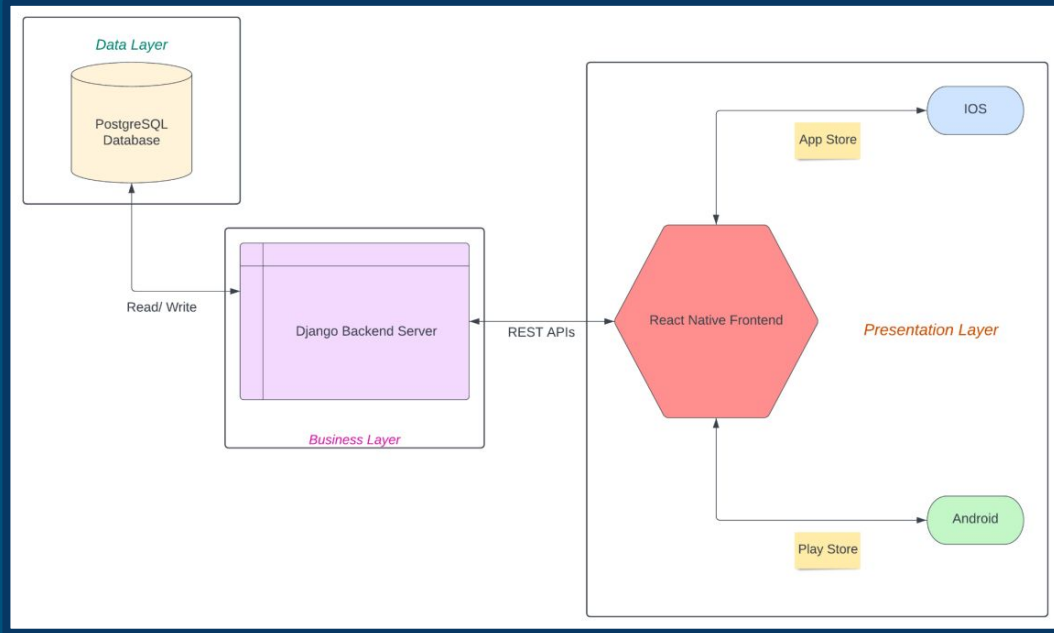 Data Layer
PostgreSQL
Database
Read/ Write
Django Backend Server
Business Layer
REST APIs
React Native Frontend
App Store
IOS
Presentation Layer
Play Store
Android